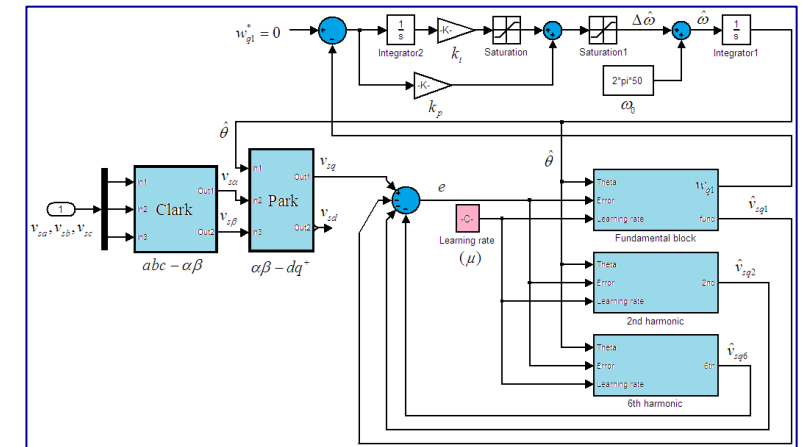 w*q1 = 0
1/s
Integrator2
-K-
ki
Saturation
Saturation1
Δω̂
ω̂
1/s
Integrator1
-K-
kp
2*pi*50
ω0
θ̂
θ̂
1
vsa, vsb, vsc
In1
In2
In3
Clark
Out1
Out2
abc − αβ
vsα
vsβ
In1
In2
In3
Park
Out1
Out2
αβ − dq+
vsq
vsd
e
-C-
Learning rate
(μ)
Theta
Error
Learning rate
wq1
func
Fundamental block
v̂sq1
Theta
Error
Learning rate
2nd
2nd harmonic
v̂sq2
Theta
Error
Learning rate
6th
6th harmonic
v̂sq6